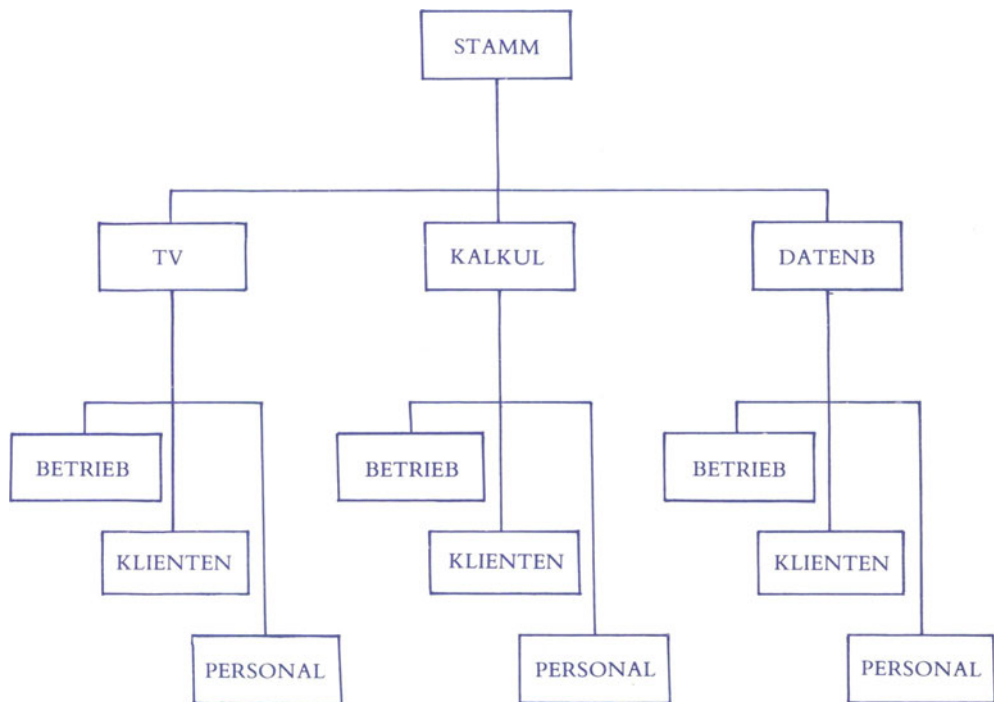 STAMM
TV
KALKUL
DATENB
BETRIEB
BETRIEB
BETRIEB
KLIENTEN
KLIENTEN
KLIENTEN
PERSONAL
PERSONAL
PERSONAL